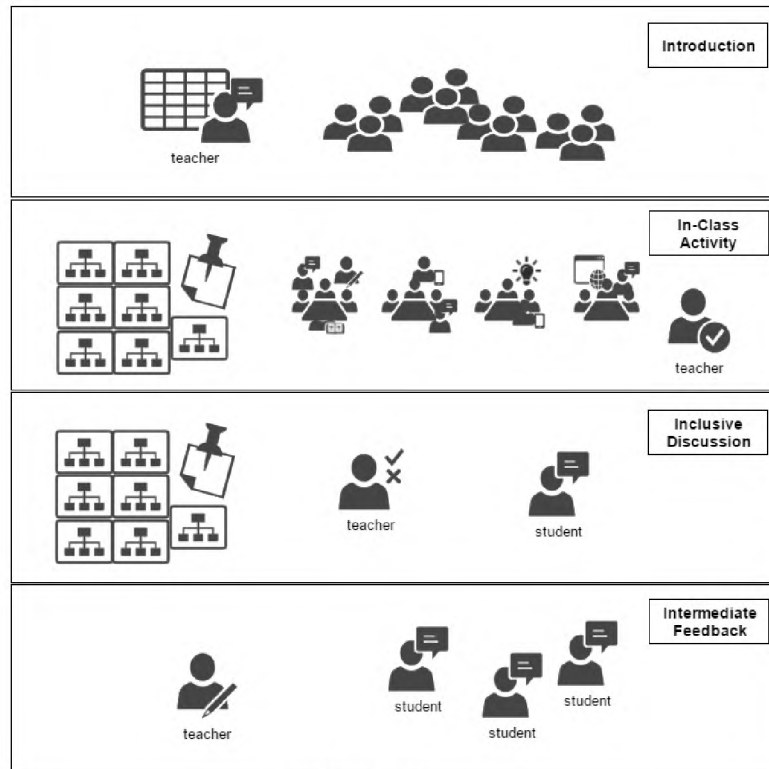 Introduction
teacher
In-Class
Activity
teacher
Inclusive
Discussion
teacher
student
Intermediate
Feedback
teacher
student
student
student